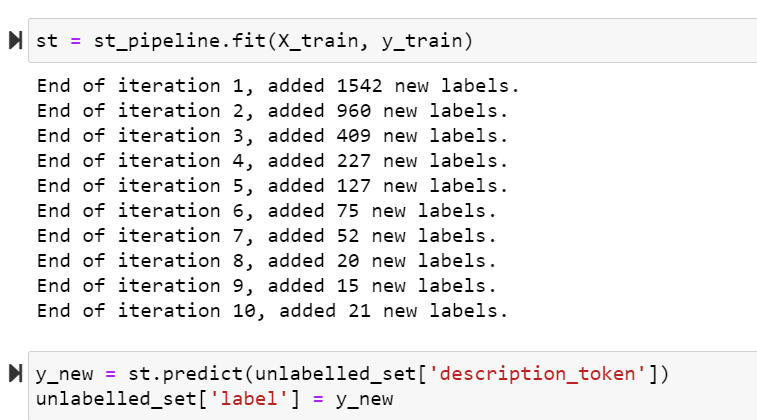 st = st_pipeline.fit(X_train, y_train)
End of iteration 1, added 1542 new labels.
End of iteration 2, added 960 new labels.
End of iteration 3, added 409 new labels.
End of iteration 4, added 227 new labels.
End of iteration 5, added 127 new labels.
End of iteration 6, added 75 new labels.
End of iteration 7, added 52 new labels.
End of iteration 8, added 20 new labels.
End of iteration 9, added 15 new labels.
End of iteration 10, added 21 new labels.
y_new = st.predict(unlabelled_set['description_token'])
unlabelled_set['label'] = y_new